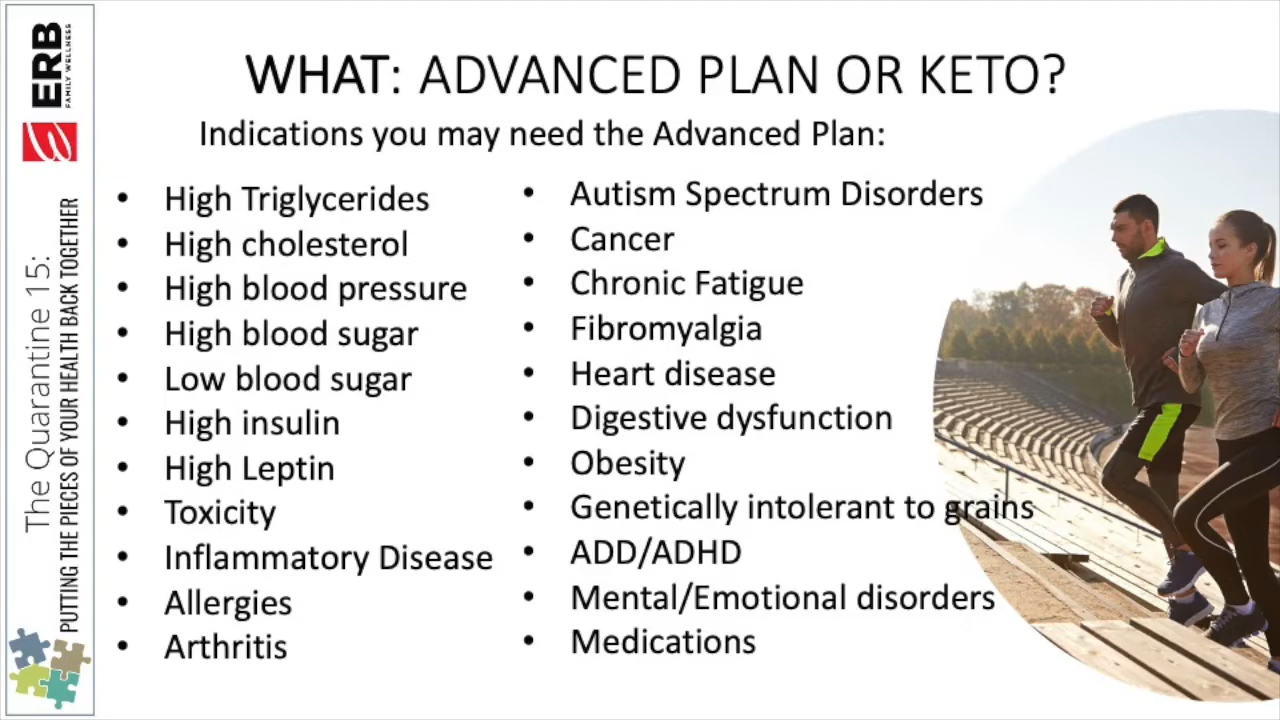 ERB
FAMILY WELLNESS
The Quarantine 15:
PUTTING THE PIECES OF YOUR HEALTH BACK TOGETHER
WHAT: ADVANCED PLAN OR KETO?
Indications you may need the Advanced Plan:
• High Triglycerides
• High cholesterol
• High blood pressure
• High blood sugar
• Low blood sugar
• High insulin
• High Leptin
• Toxicity
• Inflammatory Disease
• Allergies
• Arthritis
• Autism Spectrum Disorders
• Cancer
• Chronic Fatigue
• Fibromyalgia
• Heart disease
• Digestive dysfunction
• Obesity
• Genetically intolerant to grains
• ADD/ADHD
• Mental/Emotional disorders
• Medications